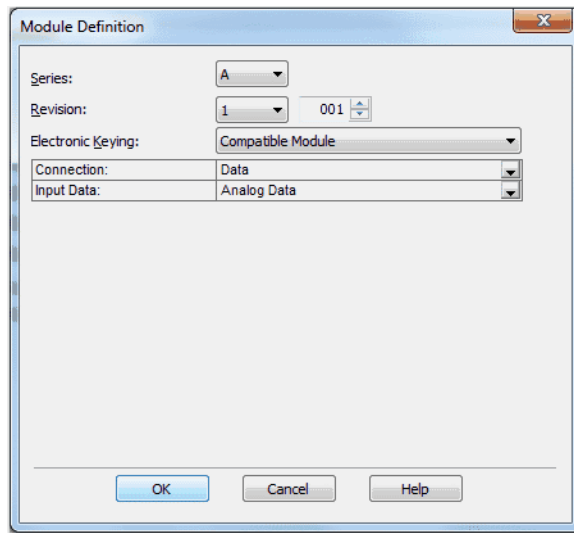 Module Definition
Series: A
Revision: 1 001
Electronic Keying: Compatible Module
Connection: Data
Input Data: Analog Data
OK Cancel Help